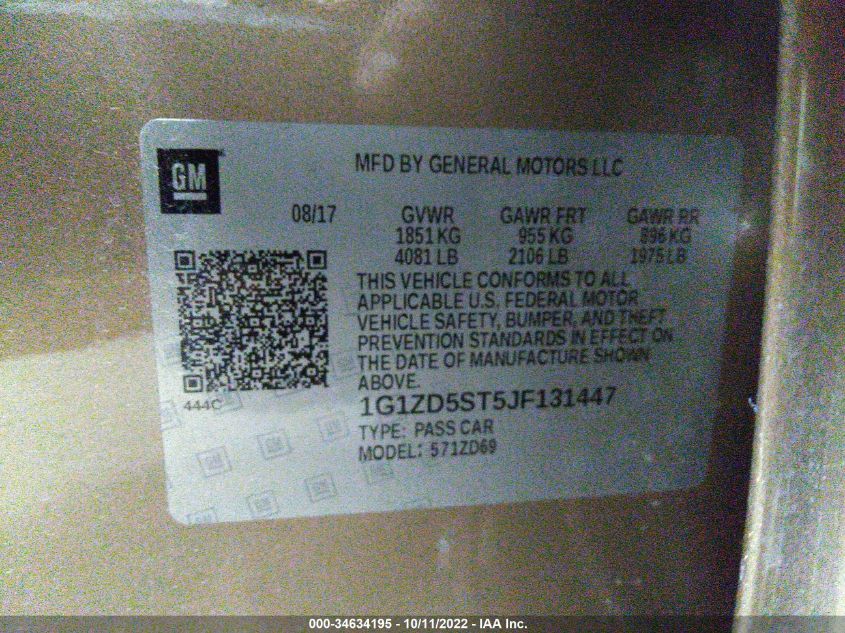 GM
MFD BY GENERAL MOTORS LLC
08/17 GVWR GAWR FRT GAWR RR
1851 KG 955 KG 896 KG
4081 LB 2106 LB 1975 LB
THIS VEHICLE CONFORMS TO ALL
APPLICABLE U.S. FEDERAL MOTOR
VEHICLE SAFETY, BUMPER, AND THEFT
PREVENTION STANDARDS IN EFFECT ON
THE DATE OF MANUFACTURE SHOWN
ABOVE.
444C
1G1ZD5ST5JF131447
TYPE: PASS CAR
MODEL: 571ZD69
000-34634195 - 10/11/2022 - IAA Inc.